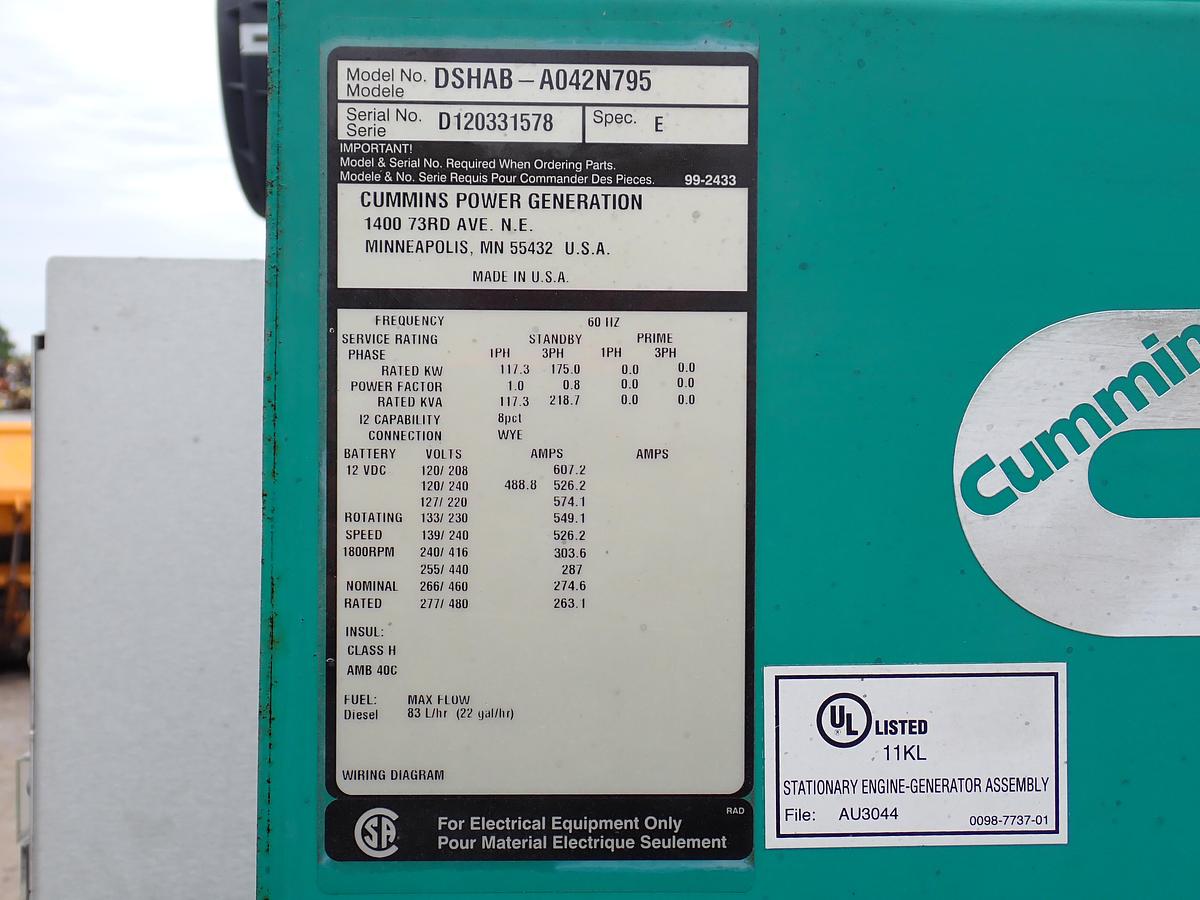 Model No. DSHAB – A042N795
Modele
Serial No. D120331578 Spec. E
Serie
IMPORTANT!
Model & Serial No. Required When Ordering Parts.
Modele & No. Serie Requis Pour Commander Des Pieces. 99-2433
CUMMINS POWER GENERATION
1400 73RD AVE. N.E.
MINNEAPOLIS, MN 55432 U.S.A.
MADE IN U.S.A.
FREQUENCY 60 HZ
SERVICE RATING STANDBY PRIME
PHASE 1PH 3PH 1PH 3PH
RATED KW 117.3 175.0 0.0 0.0
POWER FACTOR 1.0 0.8 0.0 0.0
RATED KVA 117.3 218.7 0.0 0.0
I2 CAPABILITY 8pct
CONNECTION WYE
BATTERY VOLTS AMPS AMPS
12 VDC 120/ 208 607.2
120/ 240 488.8 526.2
127/ 220 574.1
ROTATING 133/ 230 549.1
SPEED 139/ 240 526.2
1800RPM 240/ 416 303.6
255/ 440 287
NOMINAL 266/ 460 274.6
RATED 277/ 480 263.1
INSUL:
CLASS H
AMB 40C
FUEL: MAX FLOW
Diesel 83 L/hr (22 gal/hr)
WIRING DIAGRAM
RAD
SA
For Electrical Equipment Only
Pour Material Electrique Seulement
Cummin
UL ® LISTED
11KL
STATIONARY ENGINE-GENERATOR ASSEMBLY
File: AU3044 0098-7737-01